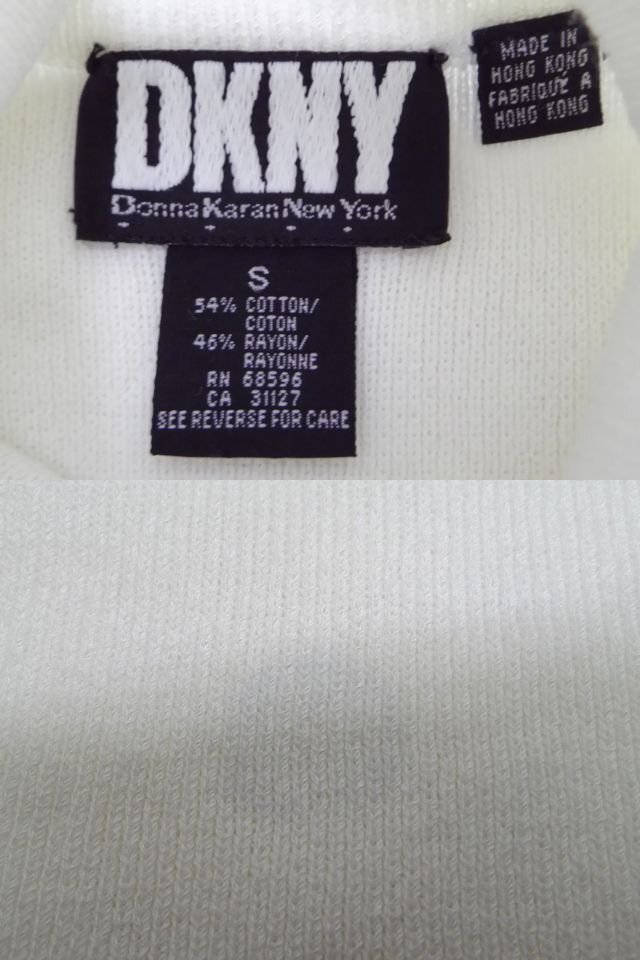 DKNY
Donna Karan New York
MADE IN
HONG KONG
FABRIQUÉ A
HONG KONG
S
54% COTTON/
COTON
46% RAYON/
RAYONNE
RN 68596
CA 31127
SEE REVERSE FOR CARE